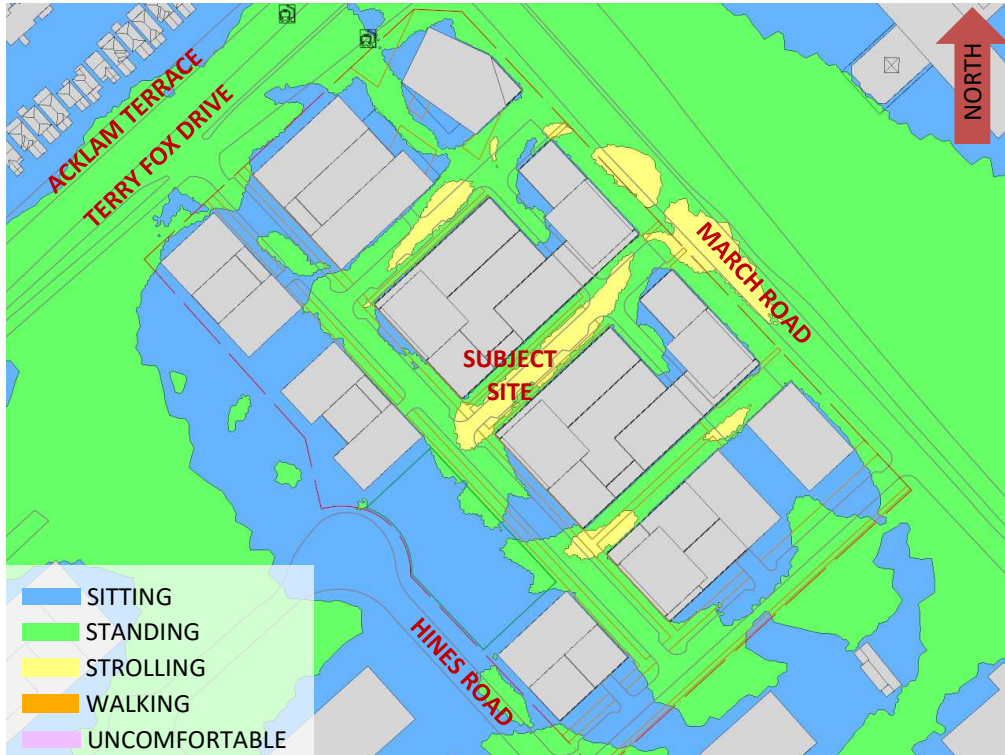 NORTH
ACKLAM TERRACE
TERRY FOX DRIVE
MARCH ROAD
SUBJECT
SITE
HINES ROAD
SITTING
STANDING
STROLLING
WALKING
UNCOMFORTABLE